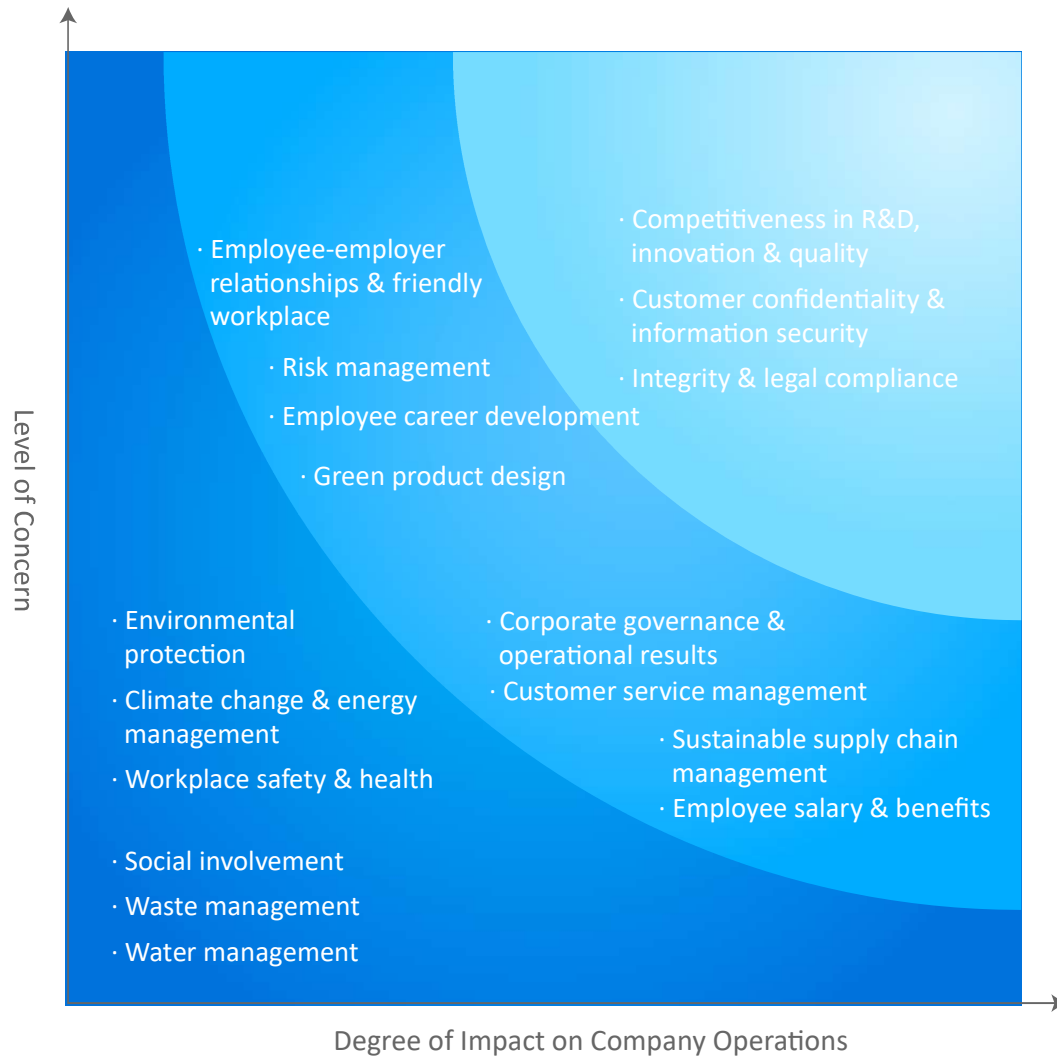 Level of Concern
· Competitiveness in R&D,
innovation & quality
· Customer confidentiality &
information security
· Integrity & legal compliance
· Employee-employer
relationships & friendly
workplace
· Risk management
· Employee career development
· Green product design
· Environmental
protection
· Climate change & energy
management
· Workplace safety & health
· Social involvement
· Waste management
· Water management
· Corporate governance &
operational results
· Customer service management
· Sustainable supply chain
management
· Employee salary & benefits
Degree of Impact on Company Operations